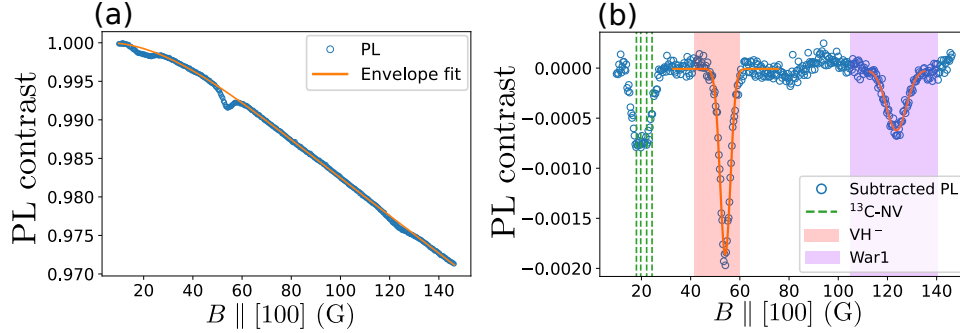 (a)
PL contrast
1.000
0.995
0.990
0.985
0.980
0.975
0.970
PL
Envelope fit
20 40 60 80 100 120 140
B ∥ [100] (G)
(b)
PL contrast
0.0000
−0.0005
−0.0010
−0.0015
−0.0020
Subtracted PL
¹³C-NV
VH⁻
War1
20 40 60 80 100 120 140
B ∥ [100] (G)